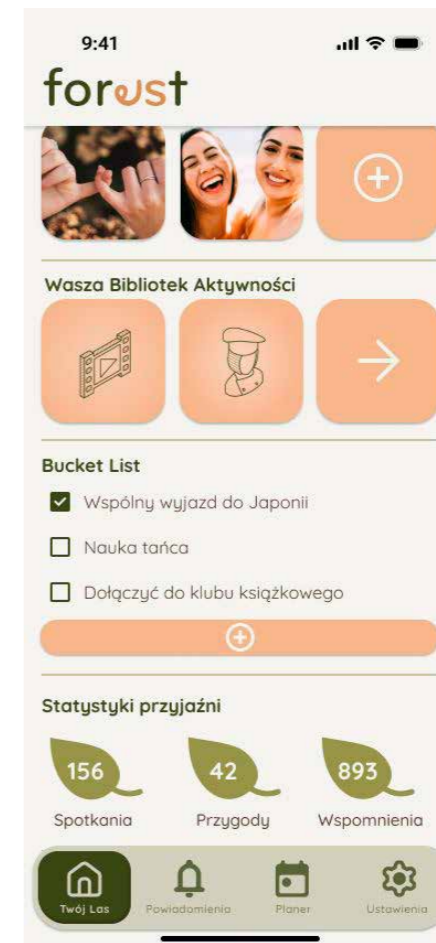 9:41
forest
Wasza Bibliotek Aktywności
Bucket List
Wspólny wyjazd do Japonii
Nauka tańca
Dołączyć do klubu książkowego
Statystyki przyjaźni
156 42 893
Spotkania Przygody Wspomnienia
Twój Las Powiadomienia Planer Ustawienia